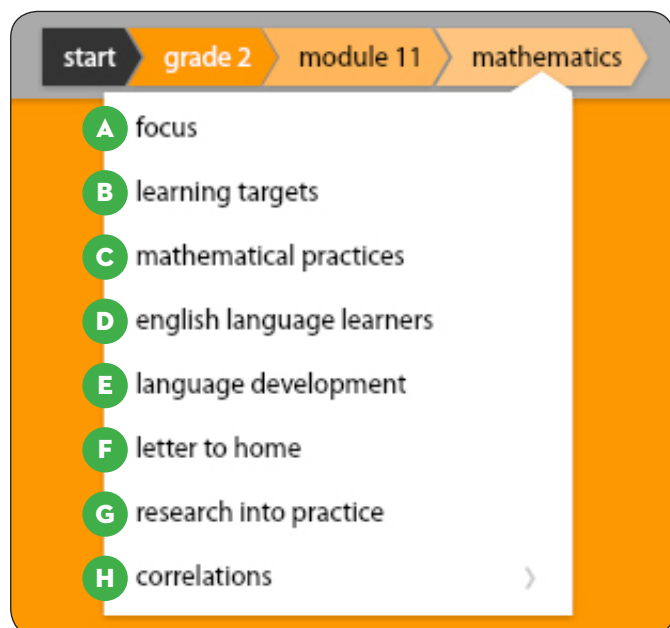 start grade 2 module 11 mathematics
A focus
B learning targets
C mathematical practices
D english language learners
E language development
F letter to home
G research into practice
H correlations